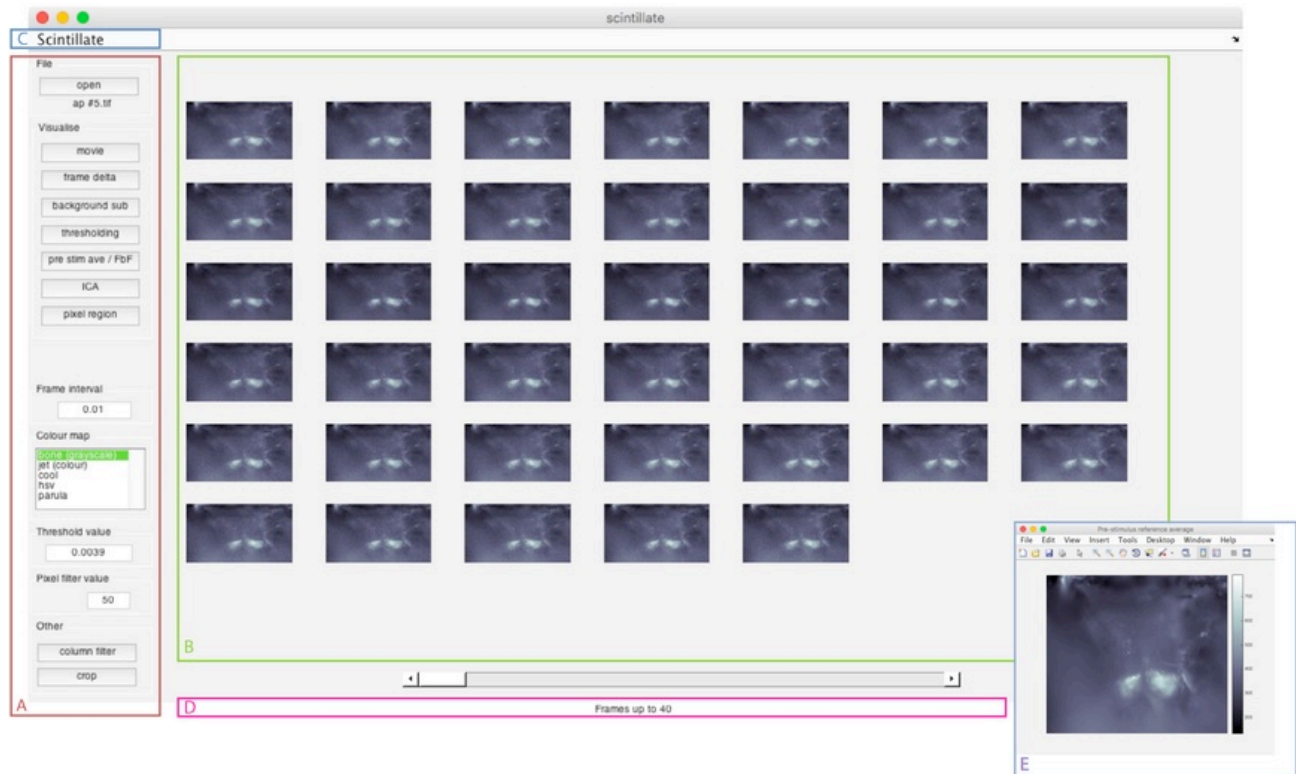 scintillate
C Scintillate
File
open
ap #5.tif
Visualise
movie
frame delta
background sub
thresholding
pre stim ave / FbF
ICA
pixel region
Frame interval
0.01
Colour map
bone (grayscale)
jet (colour)
cool
hsv
parula
Threshold value
0.0039
Pixel filter value
50
Other
column filter
crop
A
B
D
Frames up to 40
Pre-stimulus reference average
File Edit View Insert Tools Desktop Window Help
E